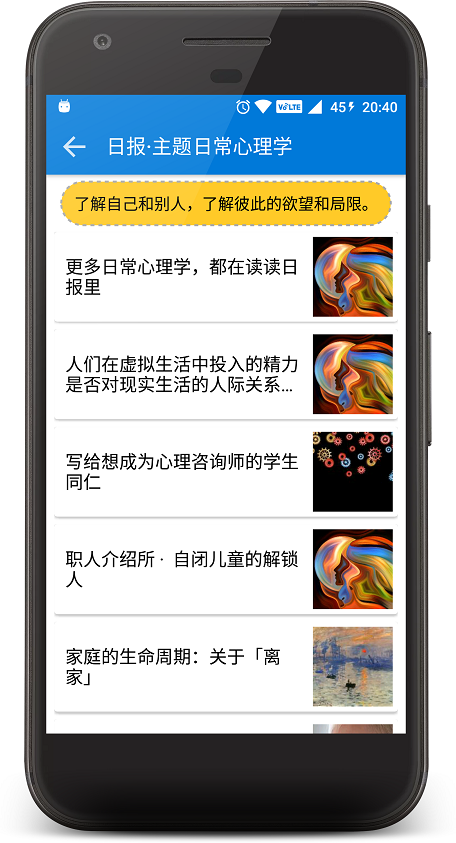 VoLTE 45 20:40
日报·主题日常心理学
了解自己和别人，了解彼此的欲望和局限。
更多日常心理学，都在读读日
报里
人们在虚拟生活中投入的精力
是否对现实生活的人际关系...
写给想成为心理咨询师的学生
同仁
职人介绍所 · 自闭儿童的解锁
人
家庭的生命周期：关于「离
家」